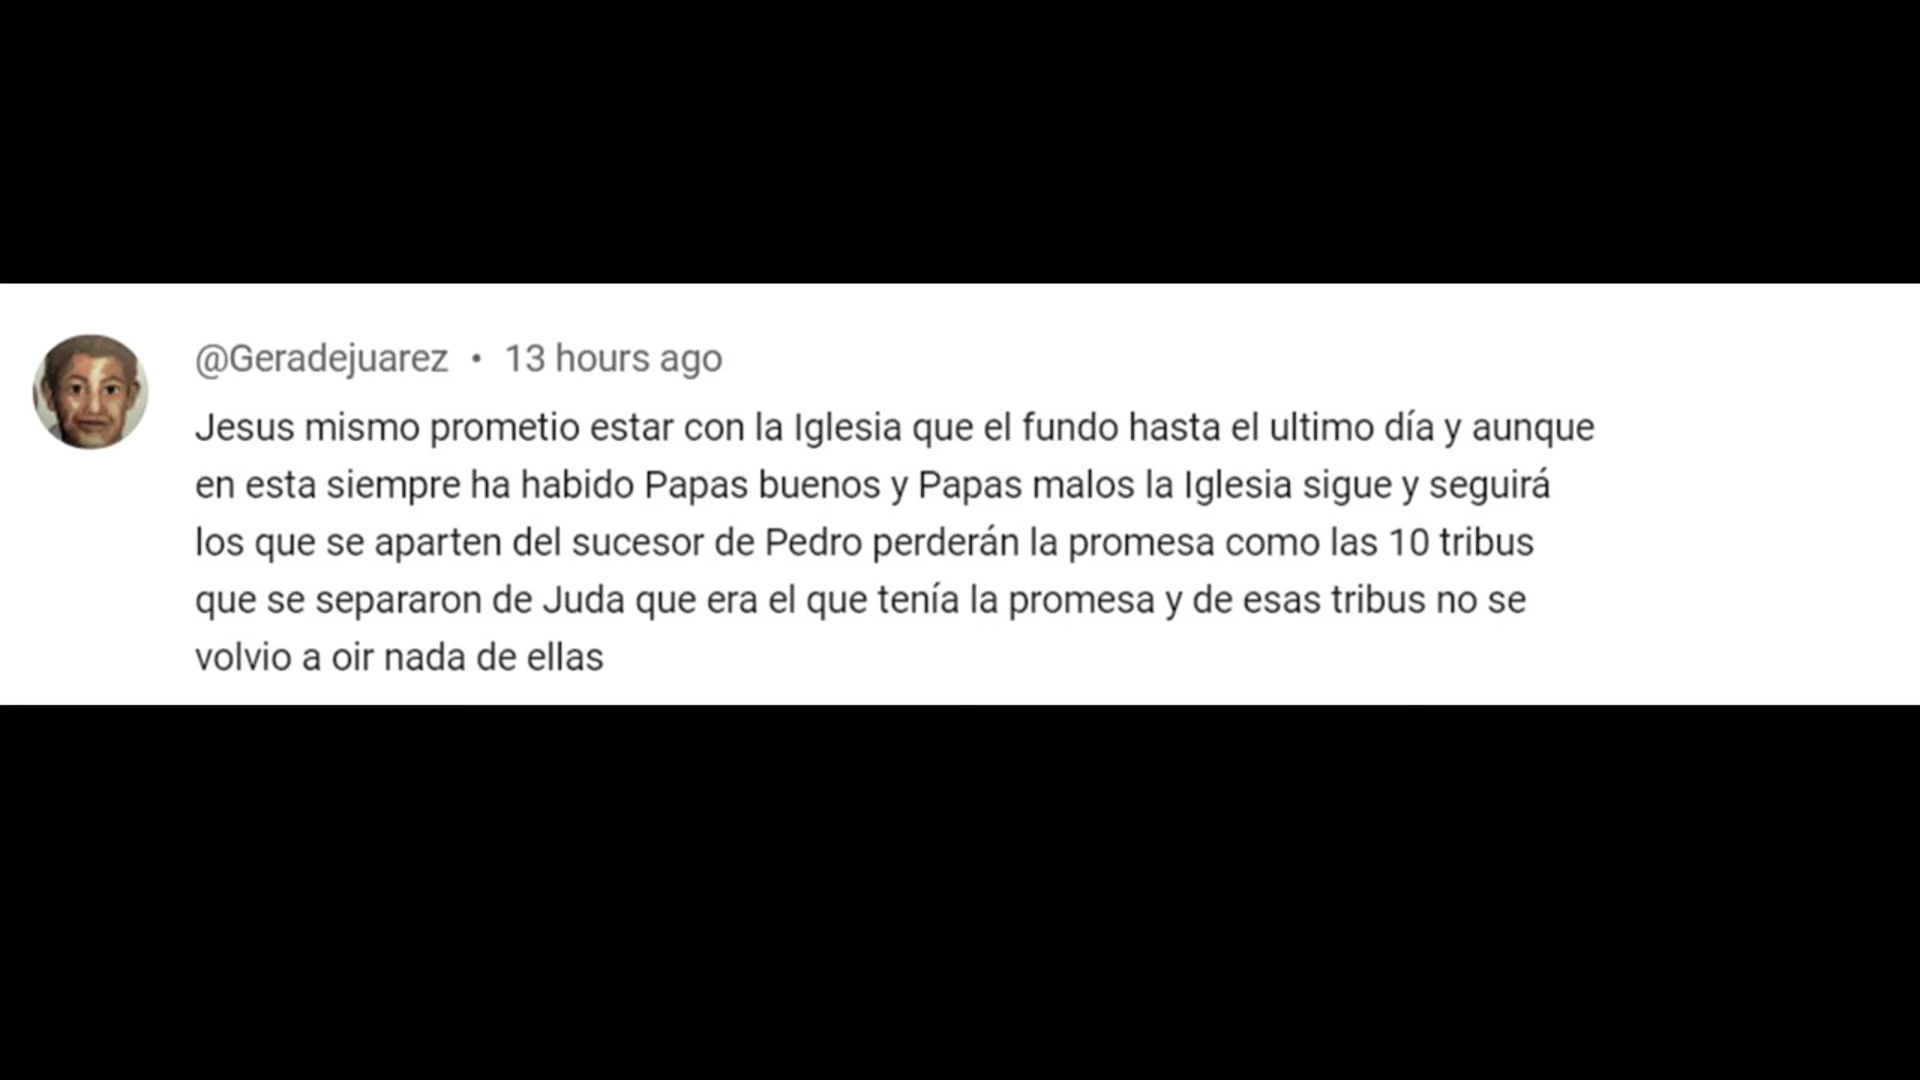 @Geradejuarez • 13 hours ago
Jesus mismo prometio estar con la Iglesia que el fundo hasta el ultimo día y aunque
en esta siempre ha habido Papas buenos y Papas malos la Iglesia sigue y seguirá
los que se aparten del sucesor de Pedro perderán la promesa como las 10 tribus
que se separaron de Juda que era el que tenía la promesa y de esas tribus no se
volvio a oir nada de ellas